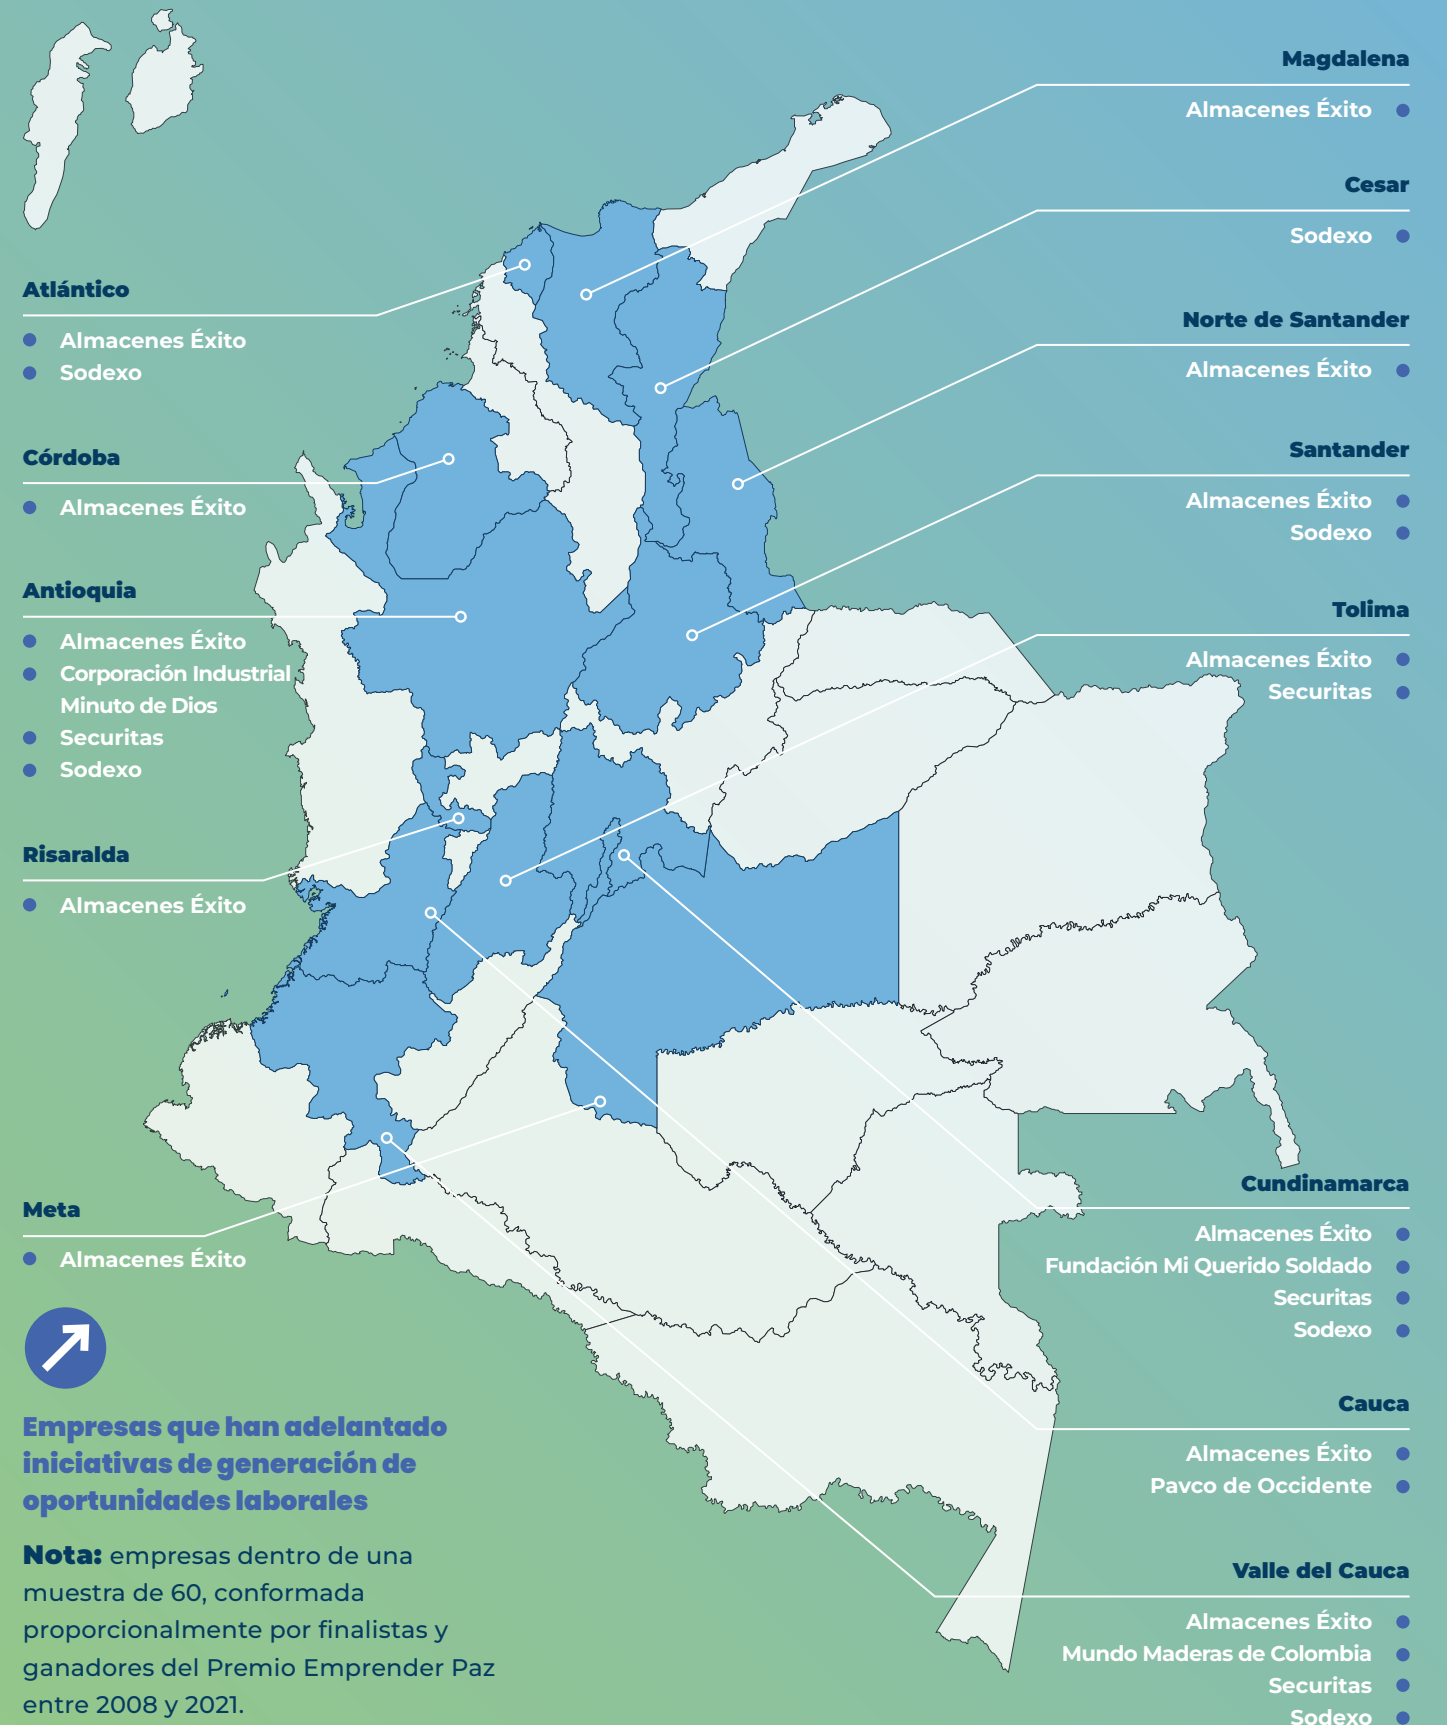 Atlántico
Almacenes Éxito
Sodexo
Córdoba
Almacenes Éxito
Antioquia
Almacenes Éxito
Corporación Industrial
Minuto de Dios
Securitas
Sodexo
Risaralda
Almacenes Éxito
Meta
Almacenes Éxito
Empresas que han adelantado
iniciativas de generación de
oportunidades laborales
Nota: empresas dentro de una
muestra de 60, conformada
proporcionalmente por finalistas y
ganadores del Premio Emprender Paz
entre 2008 y 2021.
Magdalena
Almacenes Éxito
Cesar
Sodexo
Norte de Santander
Almacenes Éxito
Santander
Almacenes Éxito
Sodexo
Tolima
Almacenes Éxito
Securitas
Cundinamarca
Almacenes Éxito
Fundación Mi Querido Soldado
Securitas
Sodexo
Cauca
Almacenes Éxito
Pavco de Occidente
Valle del Cauca
Almacenes Éxito
Mundo Maderas de Colombia
Securitas
Sodexo